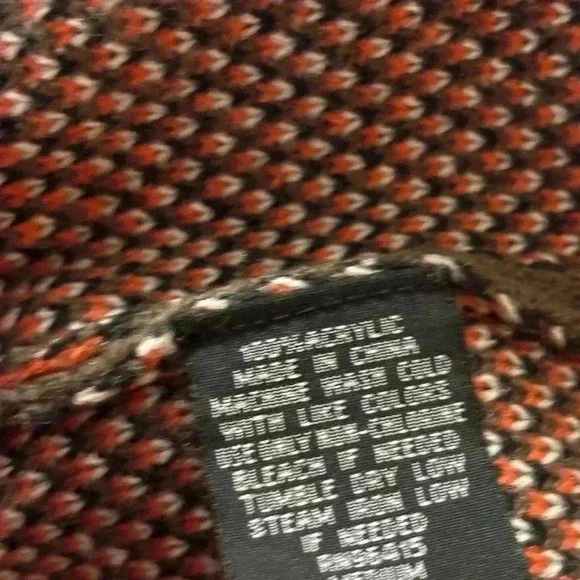 100% ACRYLIC
MADE IN CHINA
MACHINE WASH COLD
WITH LIKE COLORS
USE ONLY NON-CHLORINE
BLEACH IF NEEDED
TUMBLE DRY LOW
STEAM IRON LOW
IF NEEDED